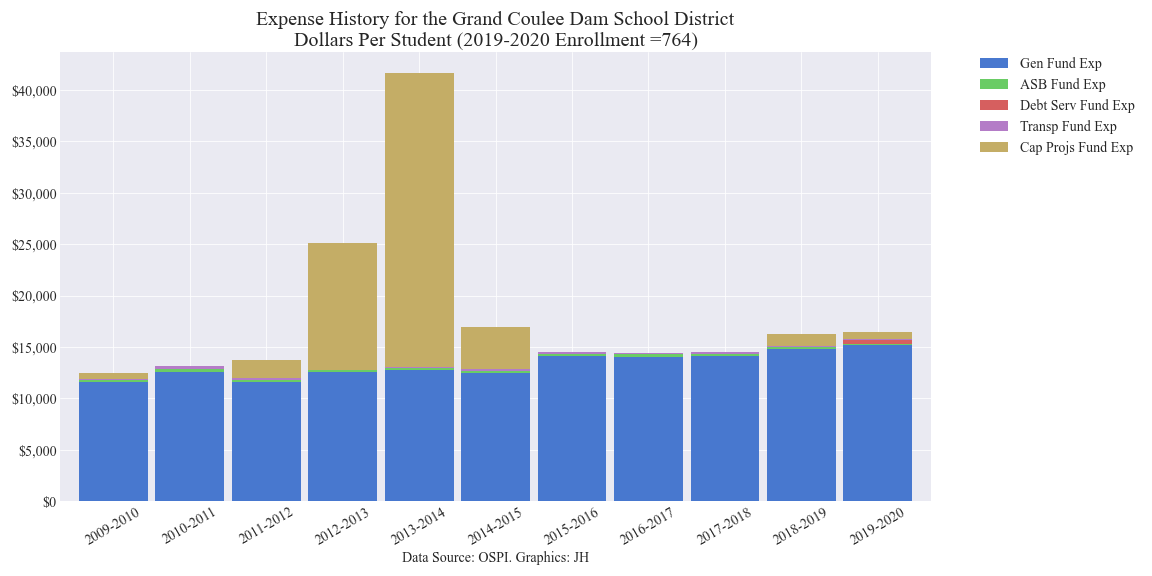 Expense History for the Grand Coulee Dam School District
Dollars Per Student (2019-2020 Enrollment =764)
Gen Fund Exp
ASB Fund Exp
Debt Serv Fund Exp
Transp Fund Exp
Cap Projs Fund Exp
$40,000
$35,000
$30,000
$25,000
$20,000
$15,000
$10,000
$5,000
$0
2009-2010
2010-2011
2011-2012
2012-2013
2013-2014
2014-2015
2015-2016
2016-2017
2017-2018
2018-2019
2019-2020
Data Source: OSPI. Graphics: JH